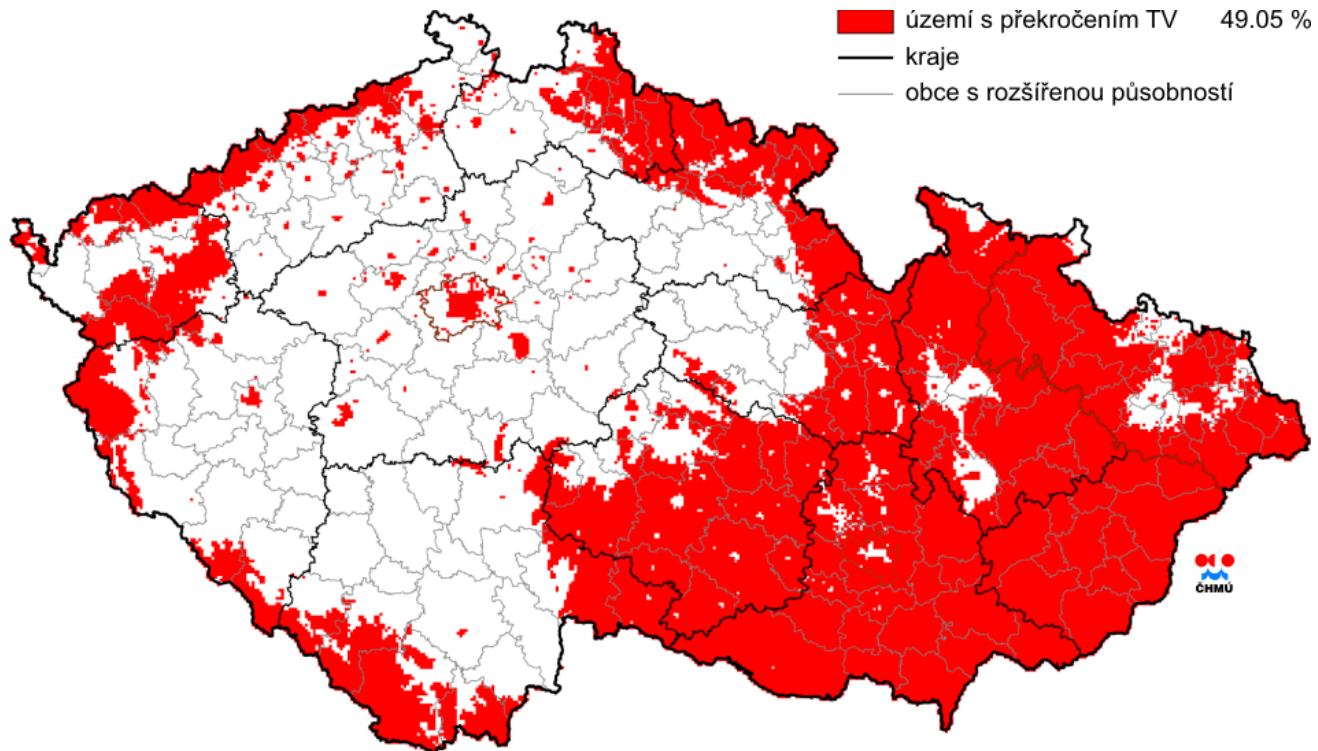 území s překročením TV 49.05 %
kraje
obce s rozšířenou působností
ČHMÚ